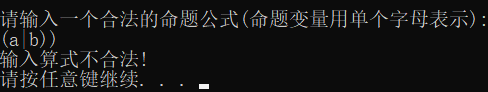 请输入一个合法的命题公式(命题变量用单个字母表示):
(a|b))
输入算式不合法!
请按任意键继续. . .